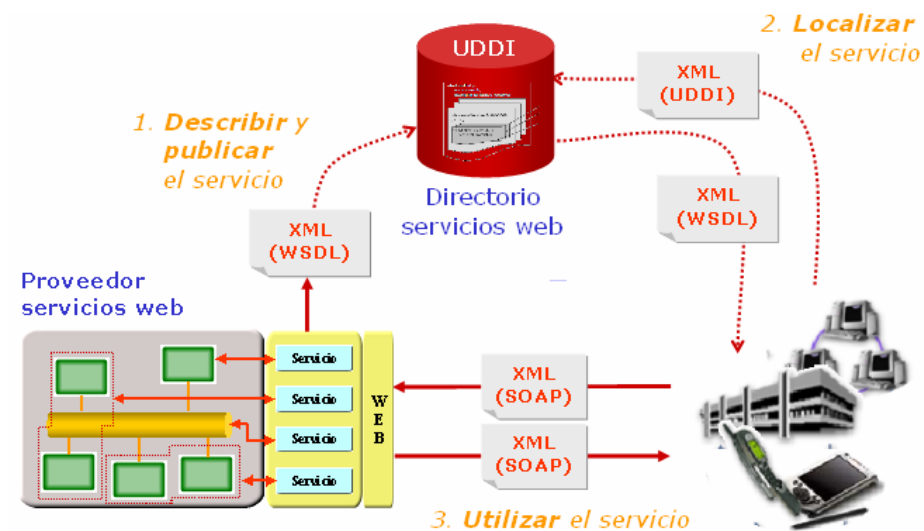 UDDI
2. Localizar
el servicio
XML
(UDDI)
1. Describir y
publicar
el servicio
Directorio
servicios web
XML
(WSDL)
XML
(WSDL)
Proveedor
servicios web
Servicio
Servicio
Servicio
Servicio
WEB
XML
(SOAP)
XML
(SOAP)
3. Utilizar el servicio